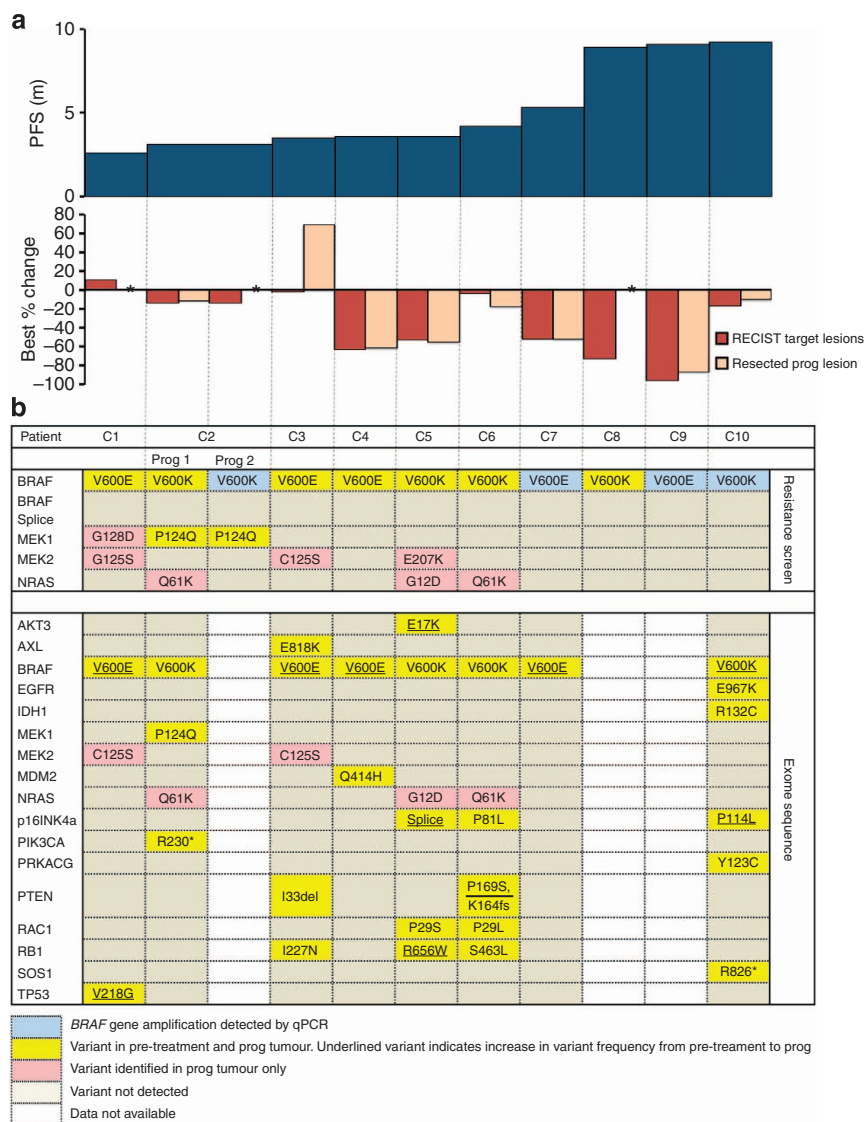 a
10
5
0
PFS (m)
80
60
40
20
0
−20
−40
−60
−80
−100
Best % change
* * *
RECIST target lesions
Resected prog lesion
b
Patient C1 C2 C3 C4 C5 C6 C7 C8 C9 C10
Prog 1 Prog 2
BRAF V600E V600K V600K V600E V600E V600K V600K V600E V600K V600E V600K
BRAF
Splice
MEK1 G128D P124Q P124Q
MEK2 G125S C125S E207K
NRAS Q61K G12D Q61K
Resistance screen
AKT3 E17K
AXL E818K
BRAF V600E V600K V600E V600E V600K V600K V600E V600K
EGFR E967K
IDH1 R132C
MEK1 P124Q
MEK2 C125S C125S
MDM2 Q414H
NRAS Q61K G12D Q61K
p16INK4a Splice P81L P114L
PIK3CA R230*
PRKACG Y123C
PTEN I33del P169S,
K164fs
RAC1 P29S P29L
RB1 I227N R656W S463L
SOS1 R826*
TP53 V218G
Exome sequence
BRAF gene amplification detected by qPCR
Variant in pre-treatment and prog tumour. Underlined variant indicates increase in variant frequency from pre-treament to prog
Variant identified in prog tumour only
Variant not detected
Data not available